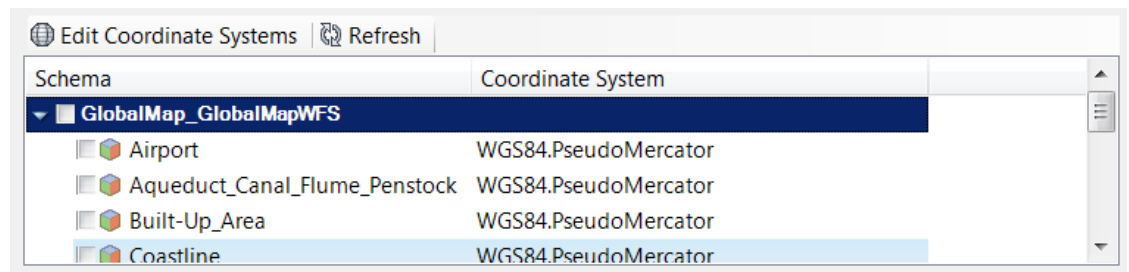 Edit Coordinate Systems Refresh
Schema Coordinate System
GlobalMap_GlobalMapWFS
Airport WGS84.PseudoMercator
Aqueduct_Canal_Flume_Penstock WGS84.PseudoMercator
Built-Up_Area WGS84.PseudoMercator
Coastline WGS84.PseudoMercator